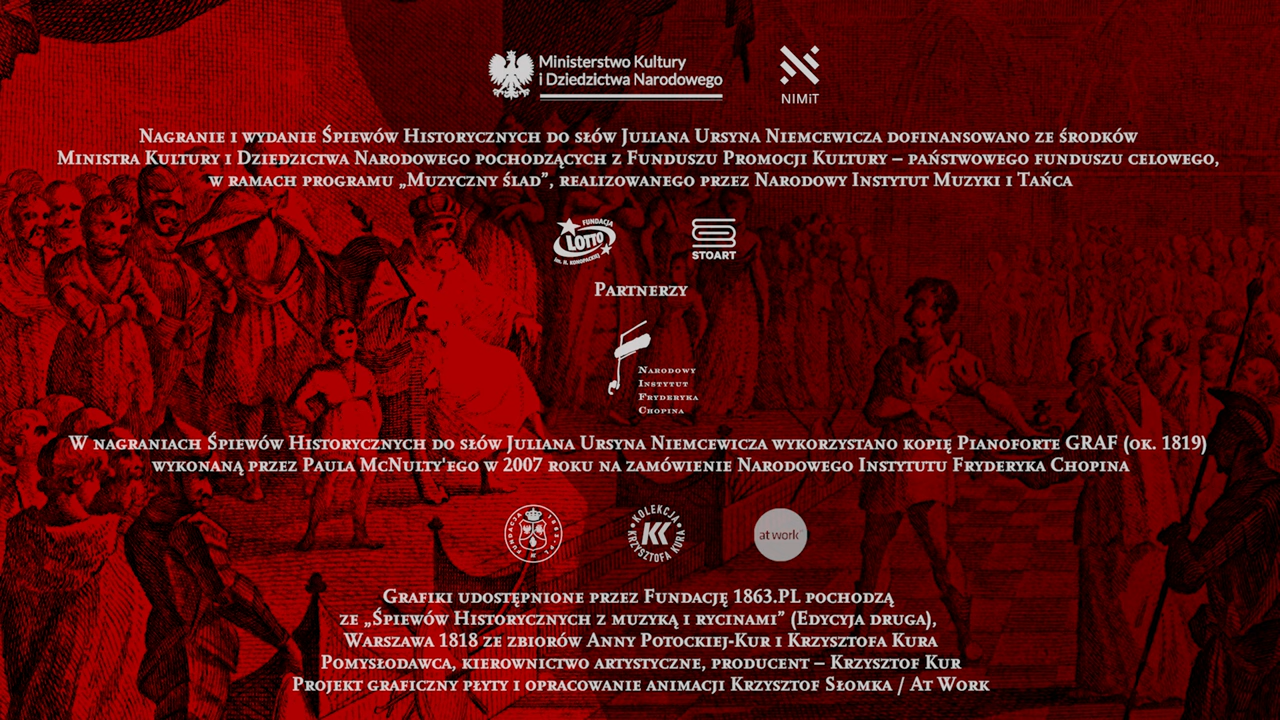 Ministerstwo Kultury
i Dziedzictwa Narodowego
NIMiT
Nagranie i wydanie Śpiewów Historycznych do słów Juliana Ursyna Niemcewicza dofinansowano ze środków
Ministra Kultury i Dziedzictwa Narodowego pochodzących z Funduszu Promocji Kultury – państwowego funduszu celowego,
w ramach programu „Muzyczny ślad”, realizowanego przez Narodowy Instytut Muzyki i Tańca
FUNDACJA
LOTTO
im. H. KONOPACKIEJ
STOART
Partnerzy
Narodowy
Instytut
Fryderyka
Chopina
W nagraniach Śpiewów Historycznych do słów Juliana Ursyna Niemcewicza wykorzystano kopię Pianoforte GRAF (ok. 1819)
wykonaną przez Paula McNulty'ego w 2007 roku na zamówienie Narodowego Instytutu Fryderyka Chopina
FUNDACJA 1863.PL
KOLEKCJA
KK
KRZYSZTOFA KURA
at work
Grafiki udostępnione przez Fundację 1863.PL pochodzą
ze „Śpiewów Historycznych z muzyką i rycinami” (Edycyja druga),
Warszawa 1818 ze zbiorów Anny Potockiej-Kur i Krzysztofa Kura
Pomysłodawca, kierownictwo artystyczne, producent – Krzysztof Kur
Projekt graficzny płyty i opracowanie animacji Krzysztof Słomka / At Work